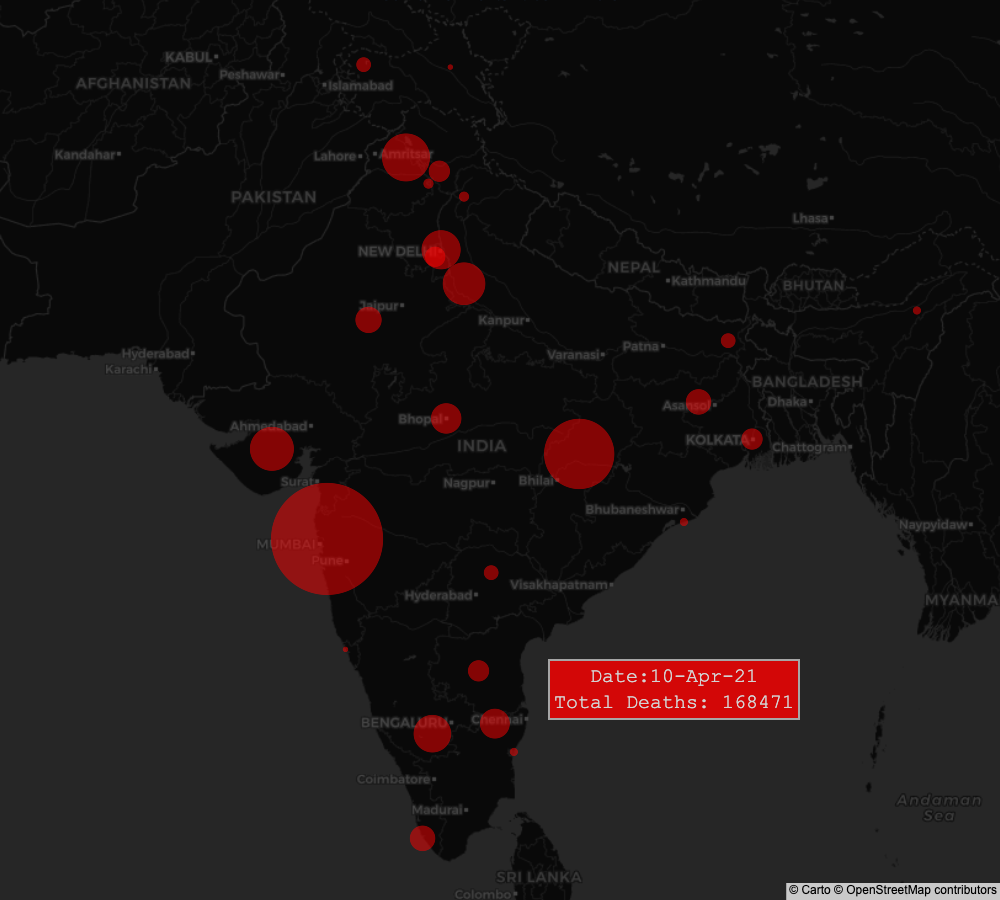 KABUL
Peshawar
AFGHANISTAN
Islamabad
Kandahar
Lahore
Amritsar
PAKISTAN
Lhasa
NEW DELHI
NEPAL
Kathmandu
BHUTAN
Jaipur
Kanpur
Hyderabad
Karachi
Varanasi
Patna
BANGLADESH
Asansol
Dhaka
Ahmedabad
Bhopal
INDIA
KOLKATA
Chattogram
Surat
Nagpur
Bhilai
Bhubaneshwar
Naypyidaw
MUMBAI
Pune
Hyderabad
Visakhapatnam
MYANMA
Date:10-Apr-21
Total Deaths: 168471
BENGALURU
Chennai
Coimbatore
Madurai
Andaman
Sea
SRI LANKA
Colombo
© Carto © OpenStreetMap contributors